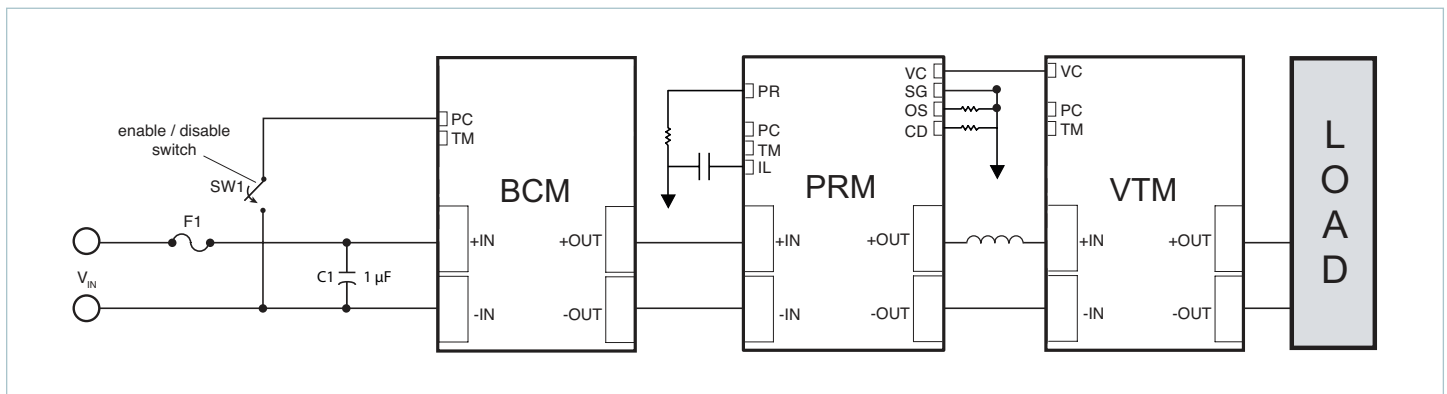 enable / disable
switch
SW1
F1
V_IN
C1
1 µF
PC
TM
BCM
+IN
-IN
+OUT
-OUT
PR
PC
TM
IL
VC
SG
OS
CD
PRM
+IN
-IN
+OUT
-OUT
VC
PC
TM
VTM
+IN
-IN
+OUT
-OUT
L
O
A
D